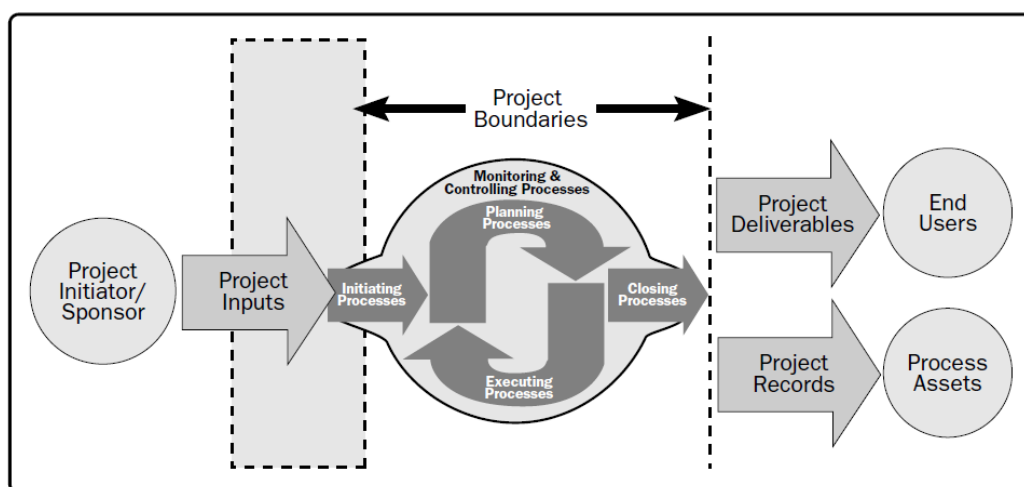 Project
Boundaries
Monitoring &
Controlling Processes
Planning
Processes
Project
Initiator/
Sponsor
Project
Inputs
Initiating
Processes
Executing
Processes
Closing
Processes
Project
Deliverables
End
Users
Project
Records
Process
Assets